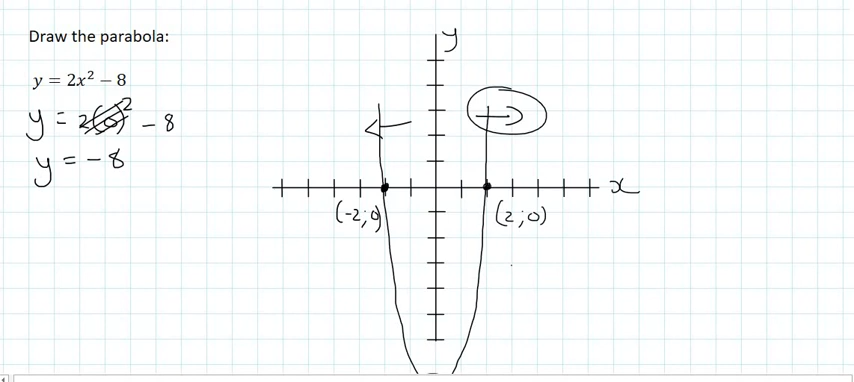 Draw the parabola:
y = 2x² – 8
y = 2(0)² - 8
y = -8
y
x
(-2;0)
(2;0)